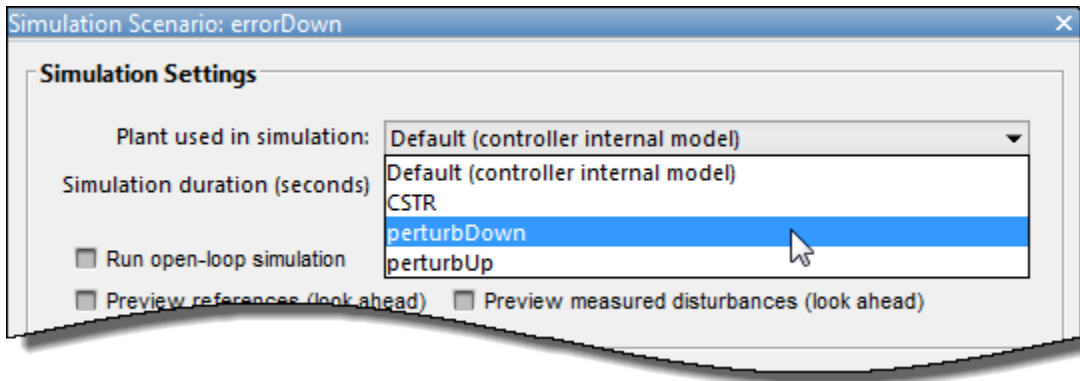 Simulation Scenario: errorDown
Simulation Settings
Plant used in simulation: Default (controller internal model)
Default (controller internal model)
Simulation duration (seconds)
CSTR
perturbDown
Run open-loop simulation
perturbUp
Preview references (look ahead) Preview measured disturbances (look ahead)